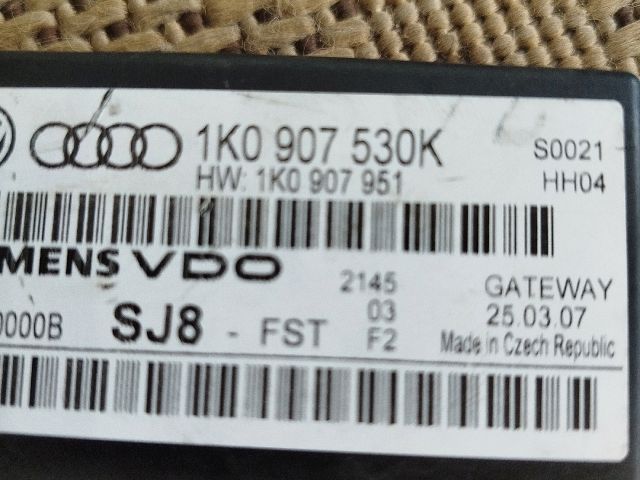 1K0 907 530K S0021
HW: 1K0 907 951 HH04
MENS VDO 2145 GATEWAY
03 25.03.07
0000B SJ8 - FST F2 Made in Czech Republic